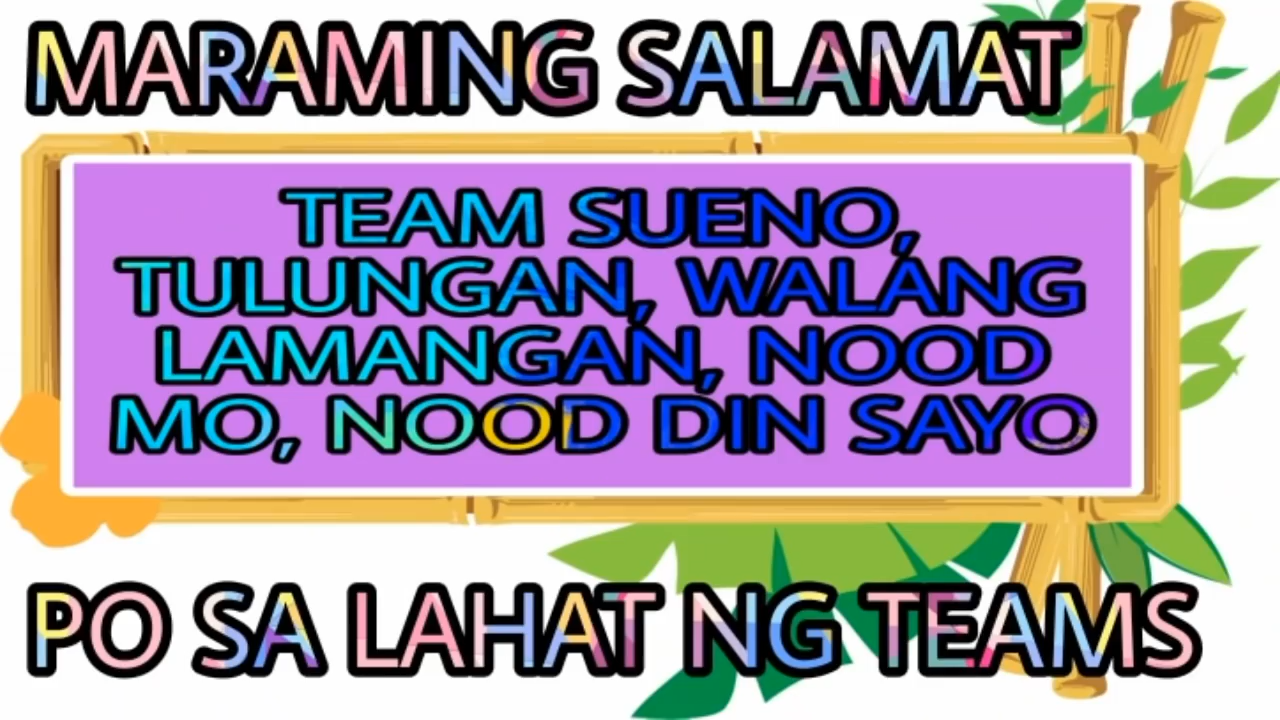 MARAMING SALAMAT
TEAM SUENO,
TULUNGAN, WALANG
LAMANGAN, NOOD
MO, NOOD DIN SAYO
PO SA LAHAT NG TEAMS